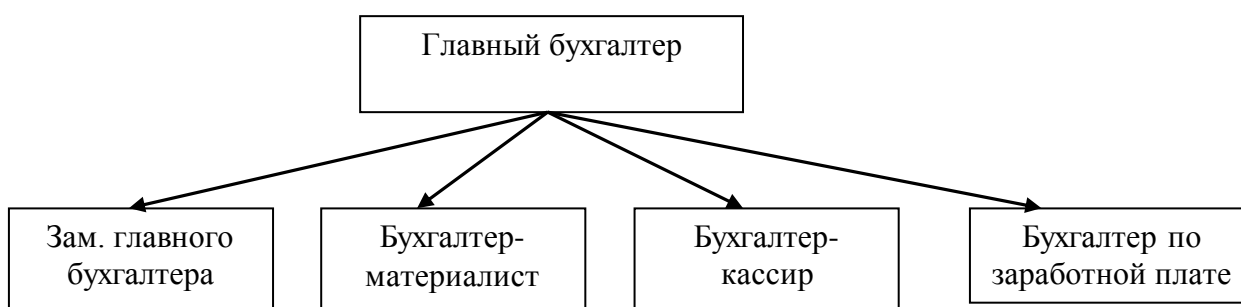 Главный бухгалтер
Зам. главного
бухгалтера
Бухгалтер-
материалист
Бухгалтер-
кассир
Бухгалтер по
заработной плате